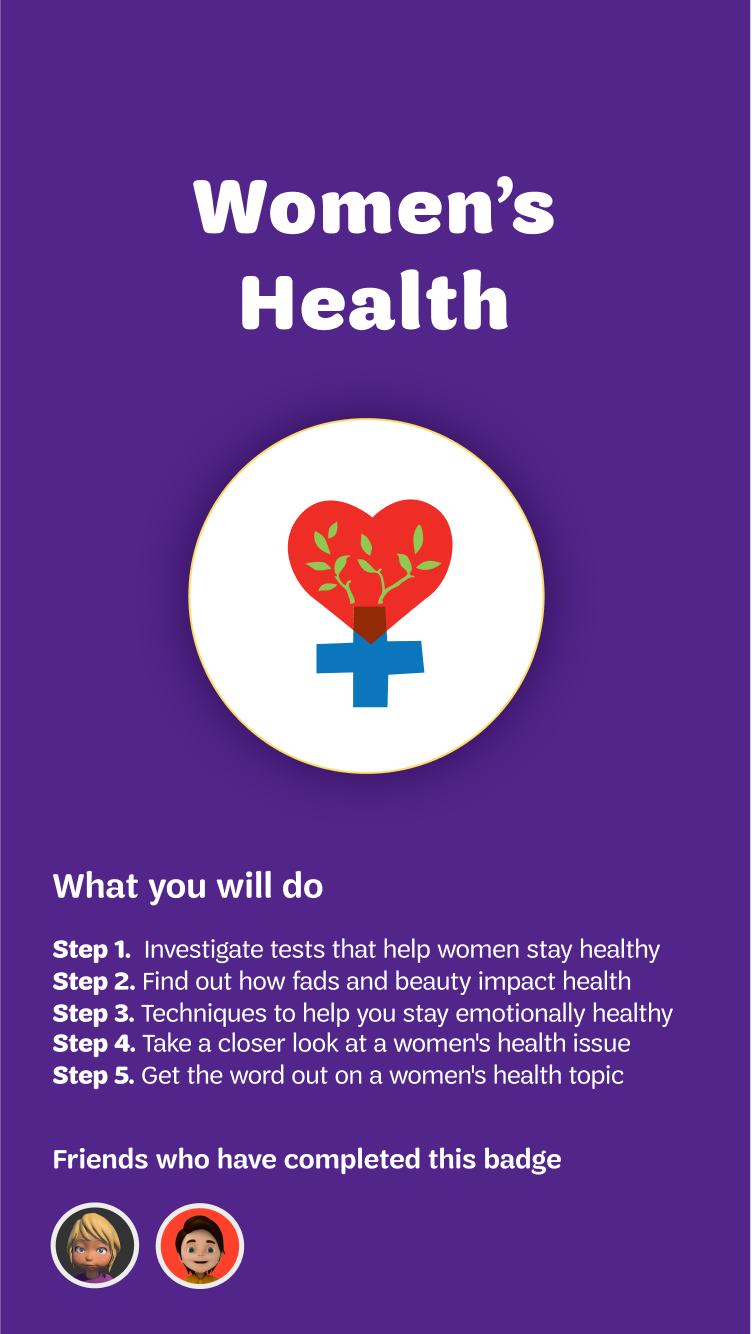 Women’s
Health
What you will do
Step 1. Investigate tests that help women stay healthy
Step 2. Find out how fads and beauty impact health
Step 3. Techniques to help you stay emotionally healthy
Step 4. Take a closer look at a women's health issue
Step 5. Get the word out on a women's health topic
Friends who have completed this badge